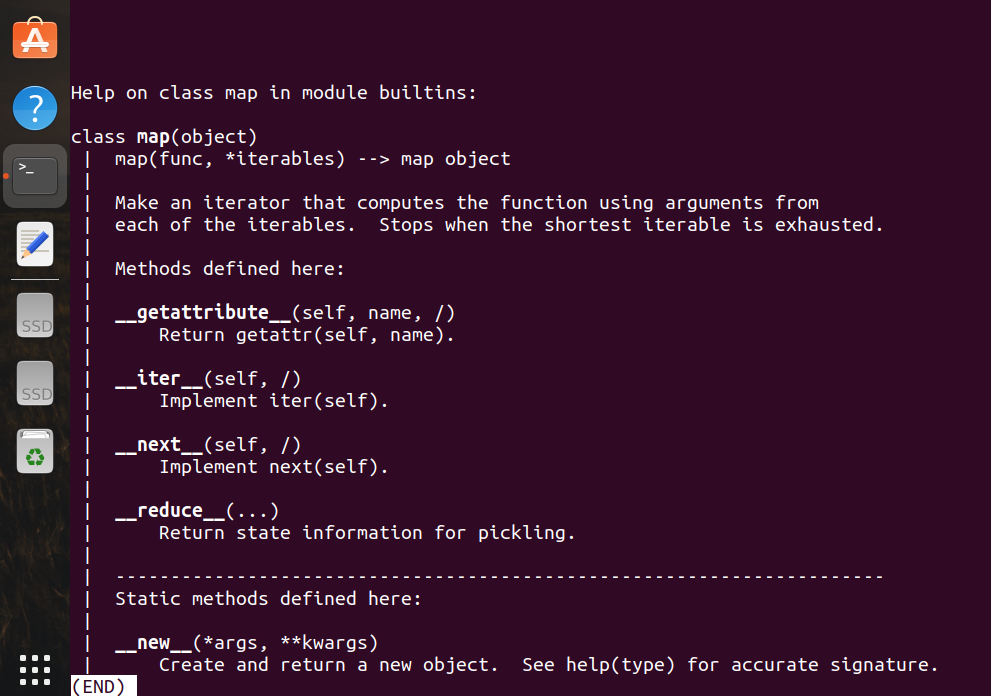 Help on class map in module builtins:
class map(object)
 |  map(func, *iterables) --> map object
 |
 |  Make an iterator that computes the function using arguments from
 |  each of the iterables.  Stops when the shortest iterable is exhausted.
 |
 |  Methods defined here:
 |
 |  __getattribute__(self, name, /)
 |      Return getattr(self, name).
 |
 |  __iter__(self, /)
 |      Implement iter(self).
 |
 |  __next__(self, /)
 |      Implement next(self).
 |
 |  __reduce__(...)
 |      Return state information for pickling.
 |
 |  ----------------------------------------------------------------------
 |  Static methods defined here:
 |
 |  __new__(*args, **kwargs)
 |      Create and return a new object.  See help(type) for accurate signature.
(END)
A
?
>_
SSD
SSD